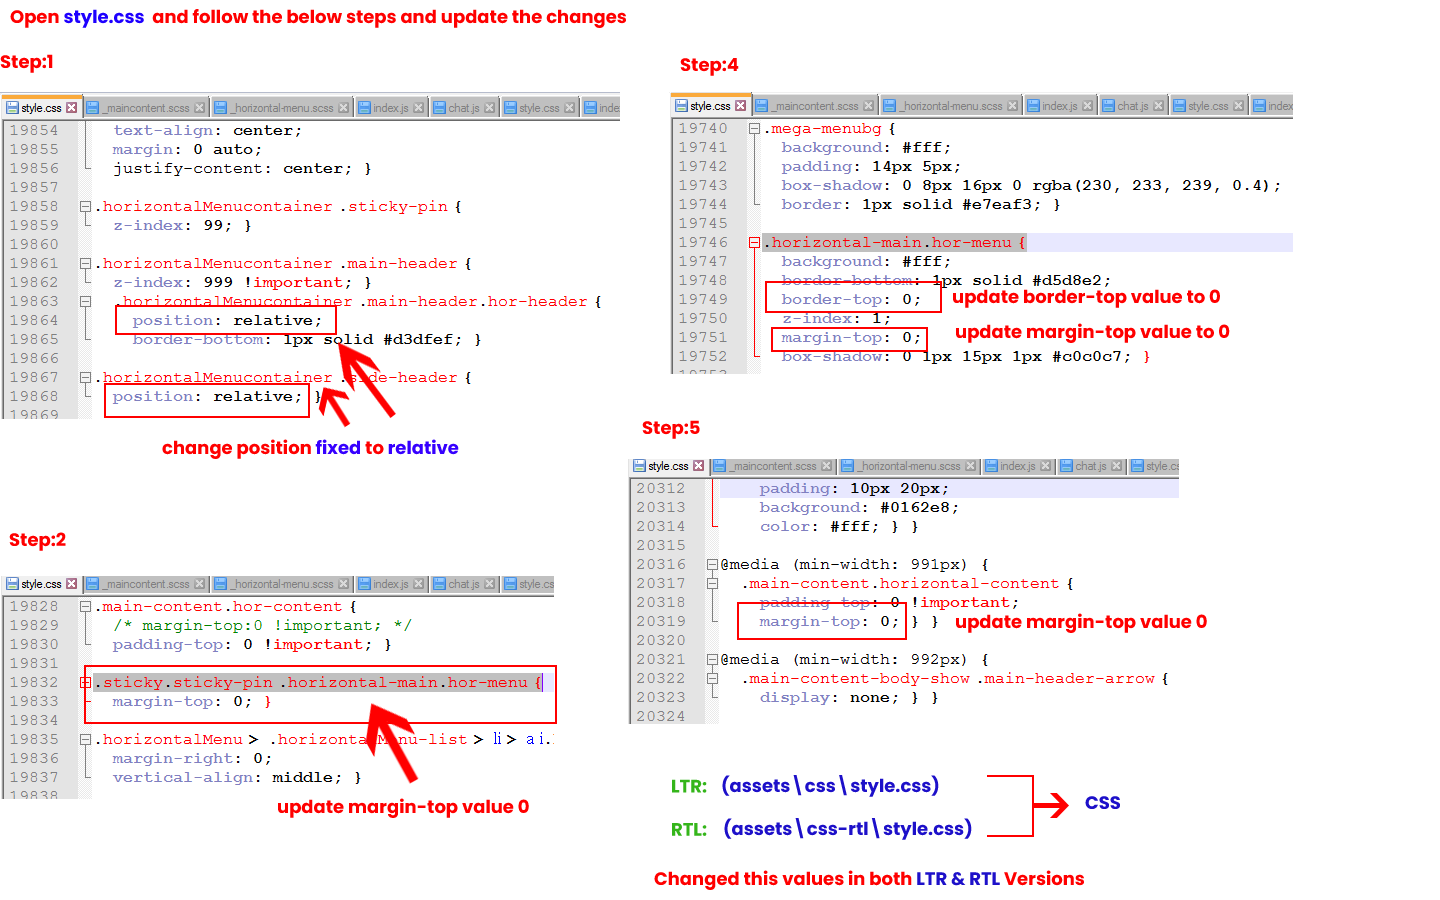 Open style.css and follow the below steps and update the changes
Step:1
style.css _maincontent.scss _horizontal-menu.scss index.js chat.js style.css inde
19854 text-align: center;
19855 margin: 0 auto;
19856 justify-content: center; }
19857
19858 .horizontalMenucontainer .sticky-pin {
19859 z-index: 99; }
19860
19861 .horizontalMenucontainer .main-header {
19862 z-index: 999 !important; }
19863 .horizontalMenucontainer .main-header.hor-header {
19864 position: relative;
19865 border-bottom: 1px solid #d3dfef; }
19866
19867 .horizontalMenucontainer .side-header {
19868 position: relative; }
19869
change position fixed to relative
Step:2
style.css _maincontent.scss _horizontal-menu.scss index.js chat.js style.cs
19828 .main-content.hor-content {
19829 /* margin-top:0 !important; */
19830 padding-top: 0 !important; }
19831
19832 .sticky.sticky-pin .horizontal-main.hor-menu {
19833 margin-top: 0; }
19834
19835 .horizontalMenu > .horizontalMenu-list > li > a i.
19836 margin-right: 0;
19837 vertical-align: middle; }
19838
update margin-top value 0
Step:4
style.css _maincontent.scss _horizontal-menu.scss index.js chat.js style.css index
19740 .mega-menubg {
19741 background: #fff;
19742 padding: 14px 5px;
19743 box-shadow: 0 8px 16px 0 rgba(230, 233, 239, 0.4);
19744 border: 1px solid #e7eaf3; }
19745
19746 .horizontal-main.hor-menu {
19747 background: #fff;
19748 border-bottom: 1px solid #d5d8e2;
19749 border-top: 0; update border-top value to 0
19750 z-index: 1;
19751 margin-top: 0; update margin-top value to 0
19752 box-shadow: 0 1px 15px 1px #c0c0c7; }
19753
Step:5
style.css _maincontent.scss _horizontal-menu.scss index.js chat.js style.cs
20312 padding: 10px 20px;
20313 background: #0162e8;
20314 color: #fff; } }
20315
20316 @media (min-width: 991px) {
20317 .main-content.horizontal-content {
20318 padding-top: 0 !important;
20319 margin-top: 0; } } update margin-top value 0
20320
20321 @media (min-width: 992px) {
20322 .main-content-body-show .main-header-arrow {
20323 display: none; } }
20324
LTR: (assets\css\style.css)
CSS
RTL: (assets\css-rtl\style.css)
Changed this values in both LTR & RTL Versions